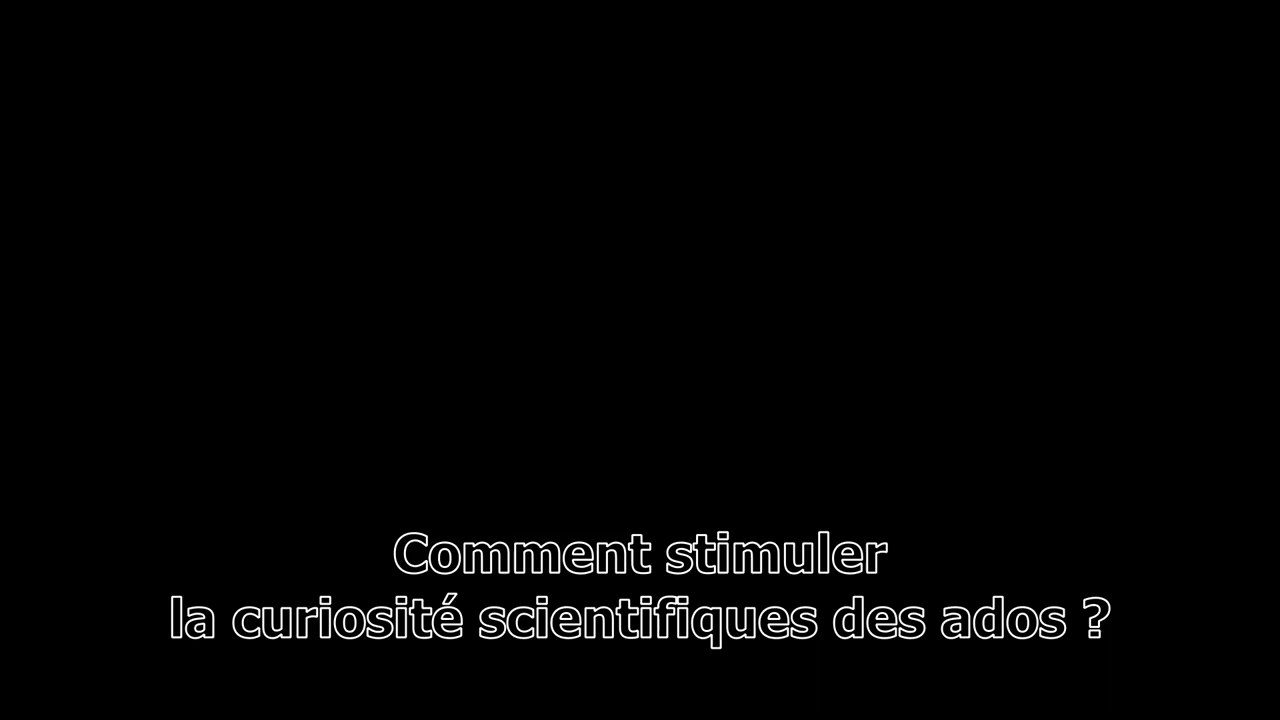 Comment stimuler
la curiosité scientifiques des ados ?